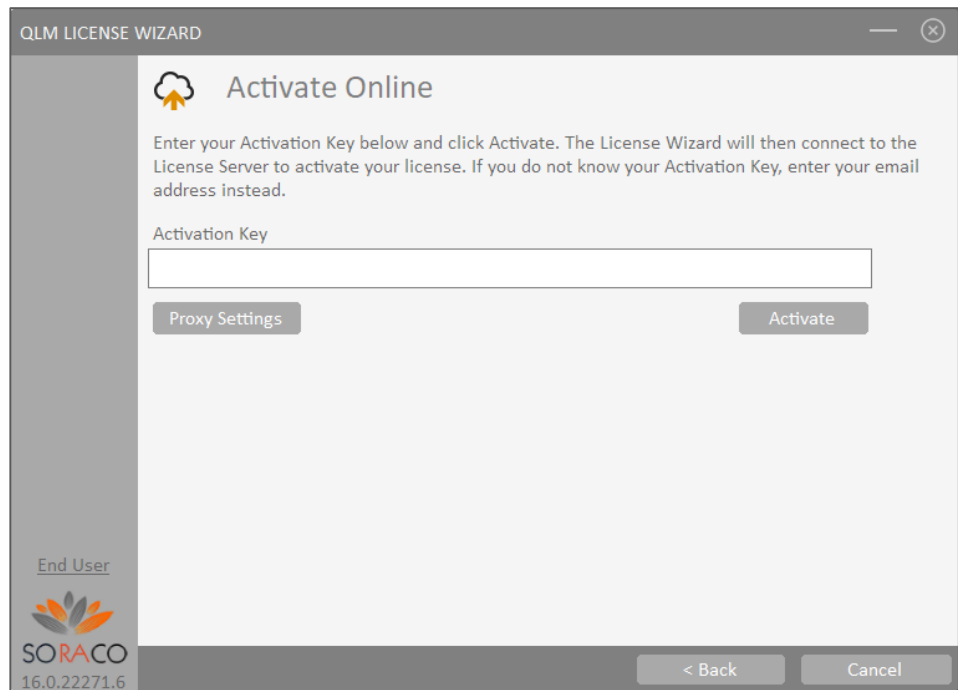 QLM LICENSE WIZARD
Activate Online
Enter your Activation Key below and click Activate. The License Wizard will then connect to the
License Server to activate your license. If you do not know your Activation Key, enter your email
address instead.
Activation Key
Proxy Settings
Activate
End User
SORACO
16.0.22271.6
< Back
Cancel